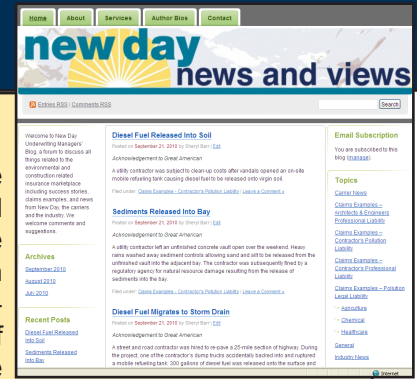 Home
About
Services
Author Bios
Contact
new day
news and views
Entries RSS | Comments RSS
Search
Welcome to New Day
Underwriting Managers'
Blog, a forum to discuss all
things related to the
environmental and
construction related
insurance marketplace
including success stories,
claims examples, and news
from New Day, the carriers
and the industry. We
welcome comments and
suggestions.
Archives
September 2010
August 2010
July 2010
Recent Posts
Diesel Fuel Released
Into Soil
Sediments Released
Into Bay
Diesel Fuel Released Into Soil
Posted on September 21, 2010 by Sheryl Barr | Edit
Acknowledgement to Great American
A utility contractor was subject to clean-up costs after vandals opened an on-site
mobile refueling tank causing diesel fuel to be released onto virgin soil.
Filed under: Claims Examples - Contractor's Pollution Liability | Leave a Comment »
Sediments Released Into Bay
Posted on September 21, 2010 by Sheryl Barr | Edit
Acknowledgement to Great American
A utility contractor left an unfinished concrete vault open over the weekend. Heavy
rains washed away sediment controls allowing sand and silt to be released from the
unfinished vault into the adjacent bay. The contractor was subsequently fined by a
regulatory agency for natural resource damage resulting from the release of
sediments into the bay.
Filed under: Claims Examples - Contractor's Pollution Liability | Leave a Comment »
Diesel Fuel Migrates to Storm Drain
Posted on September 21, 2010 by Sheryl Barr | Edit
Acknowledgement to Great American
A street and road contractor was hired to re-pave a 25-mile section of highway. During
the project, one of the contractor's dump trucks accidentally backed into and ruptured
a mobile refueling tank. 300 gallons of diesel fuel was released onto the surface and
Email Subscription
You are subscribed to this
blog (manage).
Topics
Carrier News
Claims Examples –
Architects & Engineers
Professional Liability
Claims Examples –
Contractor's Pollution
Liability
Claims Examples –
Contractor's Professional
Liability
Claims Examples – Pollution
Legal Liability
Agriculture
Chemical
Healthcare
General
Industry News
Internet